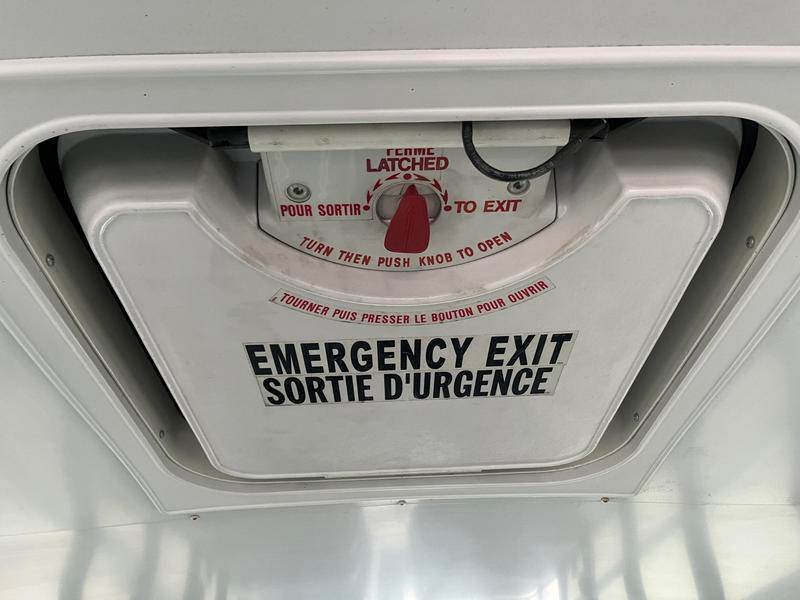 FERMÉ
LATCHED
POUR SORTIR TO EXIT
TURN THEN PUSH KNOB TO OPEN
TOURNER PUIS PRESSER LE BOUTON POUR OUVRIR
EMERGENCY EXIT
SORTIE D'URGENCE